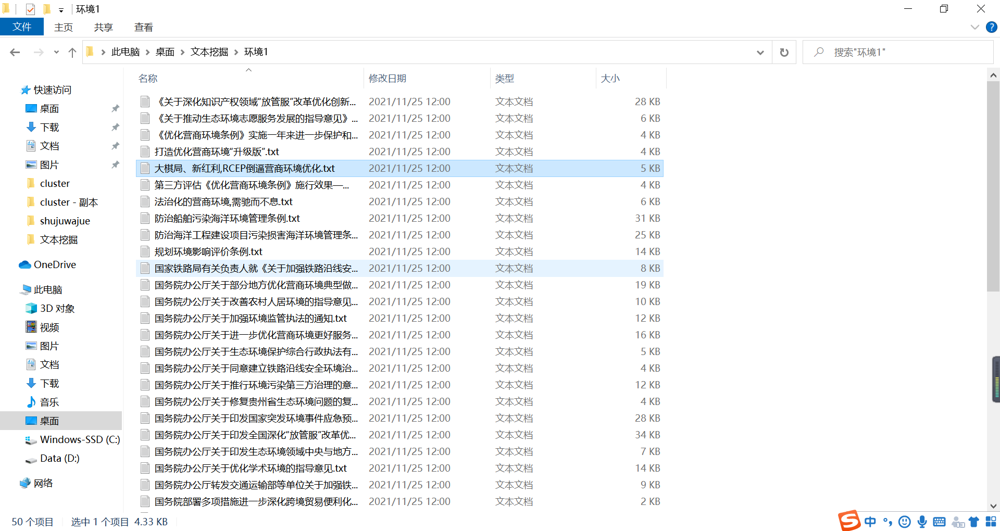 环境1
文件 主页 共享 查看
此电脑 桌面 文本挖掘 环境1
搜索"环境1"
快速访问
桌面
下载
文档
图片
cluster
cluster - 副本
shujuwajue
文本挖掘
OneDrive
此电脑
3D 对象
视频
图片
文档
下载
音乐
桌面
Windows-SSD (C:)
Data (D:)
网络
名称 修改日期 类型 大小
《关于深化知识产权领域“放管服”改革优化创新... 2021/11/25 12:00 文本文档 28 KB
《关于推动生态环境志愿服务发展的指导意见》... 2021/11/25 12:00 文本文档 6 KB
《优化营商环境条例》实施一年来进一步保护和... 2021/11/25 12:00 文本文档 4 KB
打造优化营商环境“升级版”.txt 2021/11/25 12:00 文本文档 4 KB
大棋局、新红利,RCEP倒逼营商环境优化.txt 2021/11/25 12:00 文本文档 5 KB
第三方评估《优化营商环境条例》施行效果—... 2021/11/25 12:00 文本文档 4 KB
法治化的营商环境,需驰而不息.txt 2021/11/25 12:00 文本文档 6 KB
防治船舶污染海洋环境管理条例.txt 2021/11/25 12:00 文本文档 31 KB
防治海洋工程建设项目污染损害海洋环境管理条... 2021/11/25 12:00 文本文档 25 KB
规划环境影响评价条例.txt 2021/11/25 12:00 文本文档 14 KB
国家铁路局有关负责人就《关于加强铁路沿线安... 2021/11/25 12:00 文本文档 8 KB
国务院办公厅关于部分地方优化营商环境典型做... 2021/11/25 12:00 文本文档 19 KB
国务院办公厅关于改善农村人居环境的指导意见... 2021/11/25 12:00 文本文档 10 KB
国务院办公厅关于加强环境监管执法的通知.txt 2021/11/25 12:00 文本文档 12 KB
国务院办公厅关于进一步优化营商环境更好服务... 2021/11/25 12:00 文本文档 16 KB
国务院办公厅关于生态环境保护综合行政执法有... 2021/11/25 12:00 文本文档 5 KB
国务院办公厅关于同意建立铁路沿线安全环境治... 2021/11/25 12:00 文本文档 4 KB
国务院办公厅关于推行环境污染第三方治理的意... 2021/11/25 12:00 文本文档 12 KB
国务院办公厅关于修复贵州省生态环境问题的复... 2021/11/25 12:00 文本文档 4 KB
国务院办公厅关于印发国家突发环境事件应急预... 2021/11/25 12:00 文本文档 28 KB
国务院办公厅关于印发全国深化“放管服”改革优... 2021/11/25 12:00 文本文档 34 KB
国务院办公厅关于印发生态环境领域中央与地方... 2021/11/25 12:00 文本文档 7 KB
国务院办公厅关于优化学术环境的指导意见.txt 2021/11/25 12:00 文本文档 14 KB
国务院办公厅转发交通运输部等单位关于加强铁... 2021/11/25 12:00 文本文档 9 KB
国务院部署多项措施进一步深化跨境贸易便利化... 2021/11/25 12:00 文本文档 2 KB
50 个项目 选中 1 个项目 4.33 KB
中